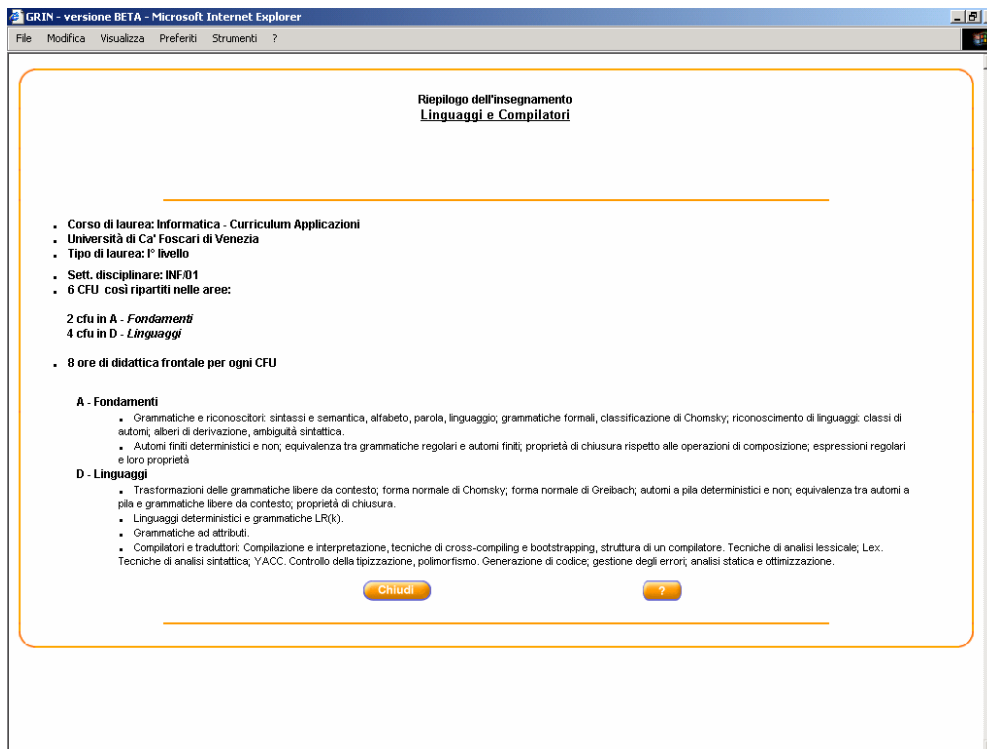 GRIN - versione BETA - Microsoft Internet Explorer
File Modifica Visualizza Preferiti Strumenti ?
Riepilogo dell'insegnamento
Linguaggi e Compilatori
Corso di laurea: Informatica - Curriculum Applicazioni
Università di Ca' Foscari di Venezia
Tipo di laurea: I° livello
Sett. disciplinare: INF/01
6 CFU così ripartiti nelle aree:
2 cfu in A - Fondamenti
4 cfu in D - Linguaggi
8 ore di didattica frontale per ogni CFU
A - Fondamenti
Grammatiche e riconoscitori: sintassi e semantica, alfabeto, parola, linguaggio; grammatiche formali, classificazione di Chomsky; riconoscimento di linguaggi: classi di
automi; alberi di derivazione, ambiguità sintattica.
Automi finiti deterministici e non; equivalenza tra grammatiche regolari e automi finiti; proprietà di chiusura rispetto alle operazioni di composizione; espressioni regolari
e loro proprietà
D - Linguaggi
Trasformazioni delle grammatiche libere da contesto; forma normale di Chomsky; forma normale di Greibach; automi a pila deterministici e non; equivalenza tra automi a
pila e grammatiche libere da contesto; proprietà di chiusura.
Linguaggi deterministici e grammatiche LR(k).
Grammatiche ad attributi.
Compilatori e traduttori: Compilazione e interpretazione, tecniche di cross-compiling e bootstrapping, struttura di un compilatore. Tecniche di analisi lessicale; Lex.
Tecniche di analisi sintattica; YACC. Controllo della tipizzazione, polimorfismo. Generazione di codice; gestione degli errori; analisi statica e ottimizzazione.
Chiudi ?